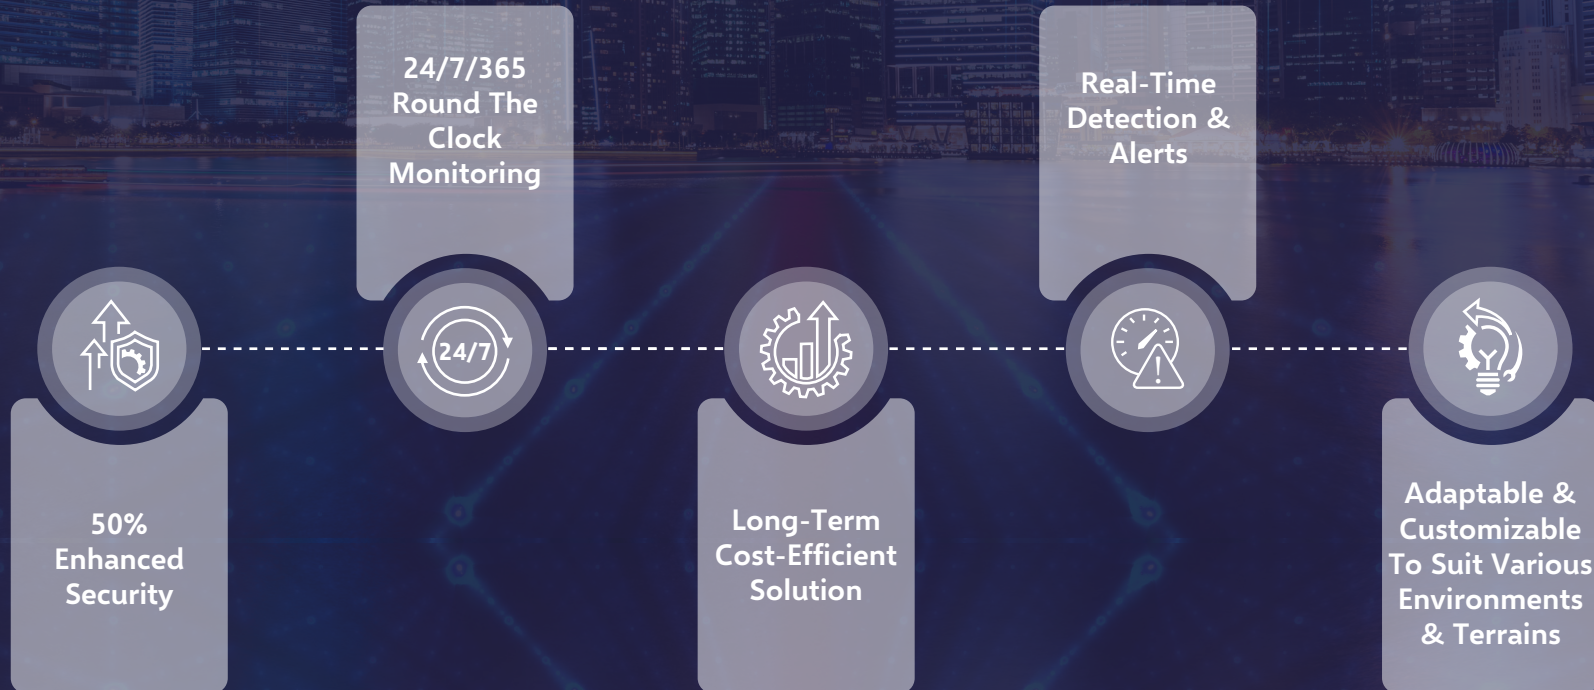 50%
Enhanced
Security
24/7/365
Round The
Clock
Monitoring
24/7
Long-Term
Cost-Efficient
Solution
Real-Time
Detection &
Alerts
Adaptable &
Customizable
To Suit Various
Environments
& Terrains